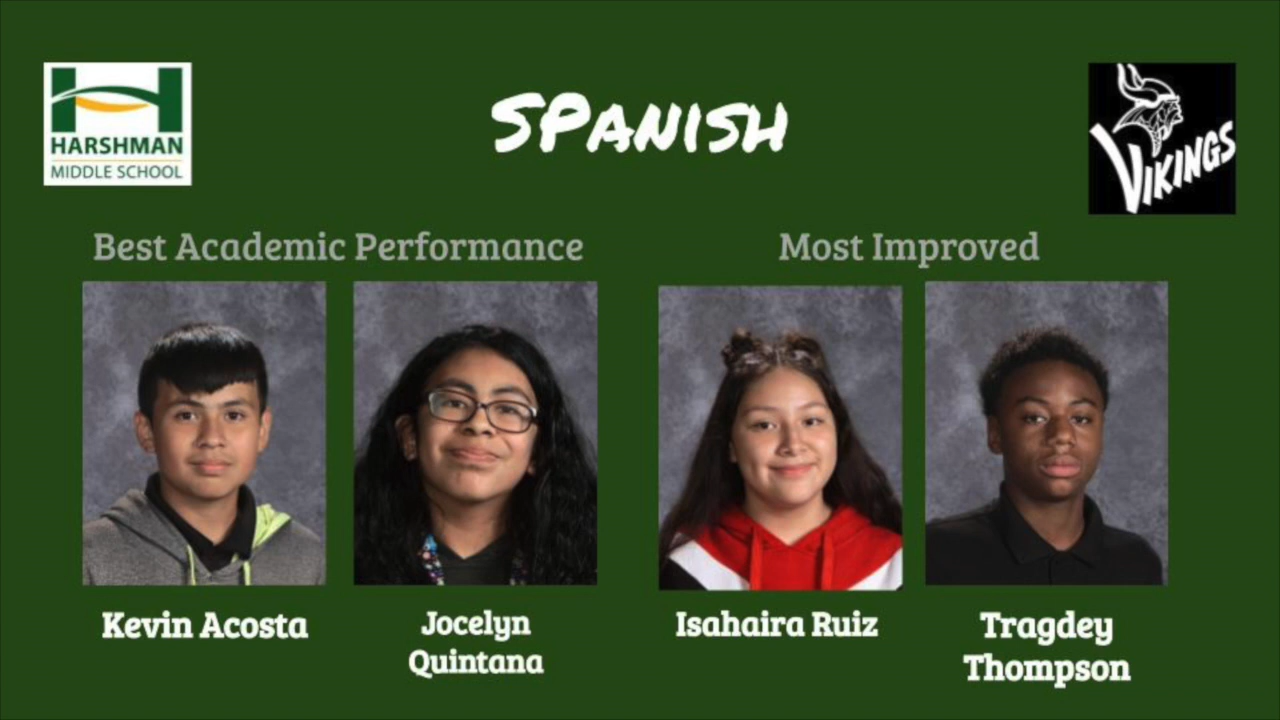 SPanish
HARSHMAN
MIDDLE SCHOOL
VIKINGS
Best Academic Performance
Most Improved
Kevin Acosta
Jocelyn
Quintana
Isahaira Ruiz
Tragdey
Thompson